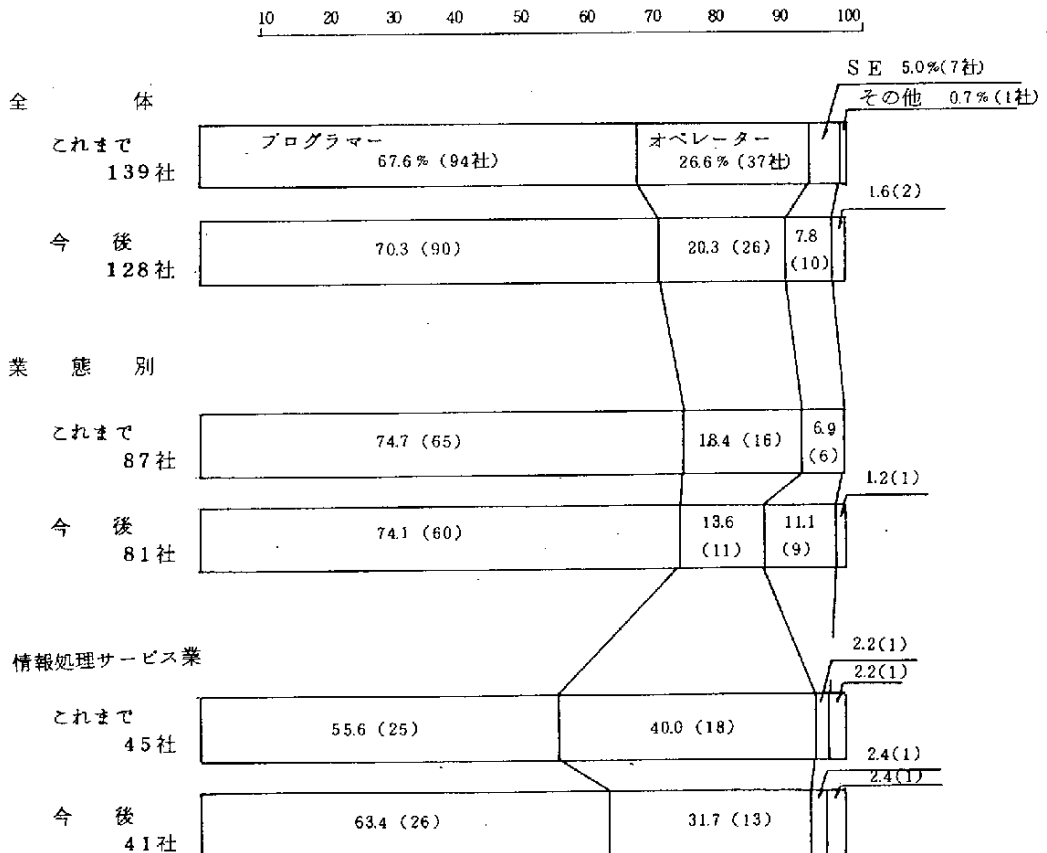 10 20 30 40 50 60 70 80 90 100
SE 5.0%(7社)
その他 0.7%(1社)
全体
これまで
139社
プログラマー
67.6%(94社)
オペレーター
26.6%(37社)
1.6(2)
今後
128社
70.3(90)
20.3(26)
7.8
(10)
業態別
これまで
87社
74.7(65)
18.4(16)
6.9
(6)
1.2(1)
今後
81社
74.1(60)
13.6
(11)
11.1
(9)
情報処理サービス業
2.2(1)
2.2(1)
これまで
45社
55.6(25)
40.0(18)
2.4(1)
2.4(1)
今後
41社
63.4(26)
31.7(13)